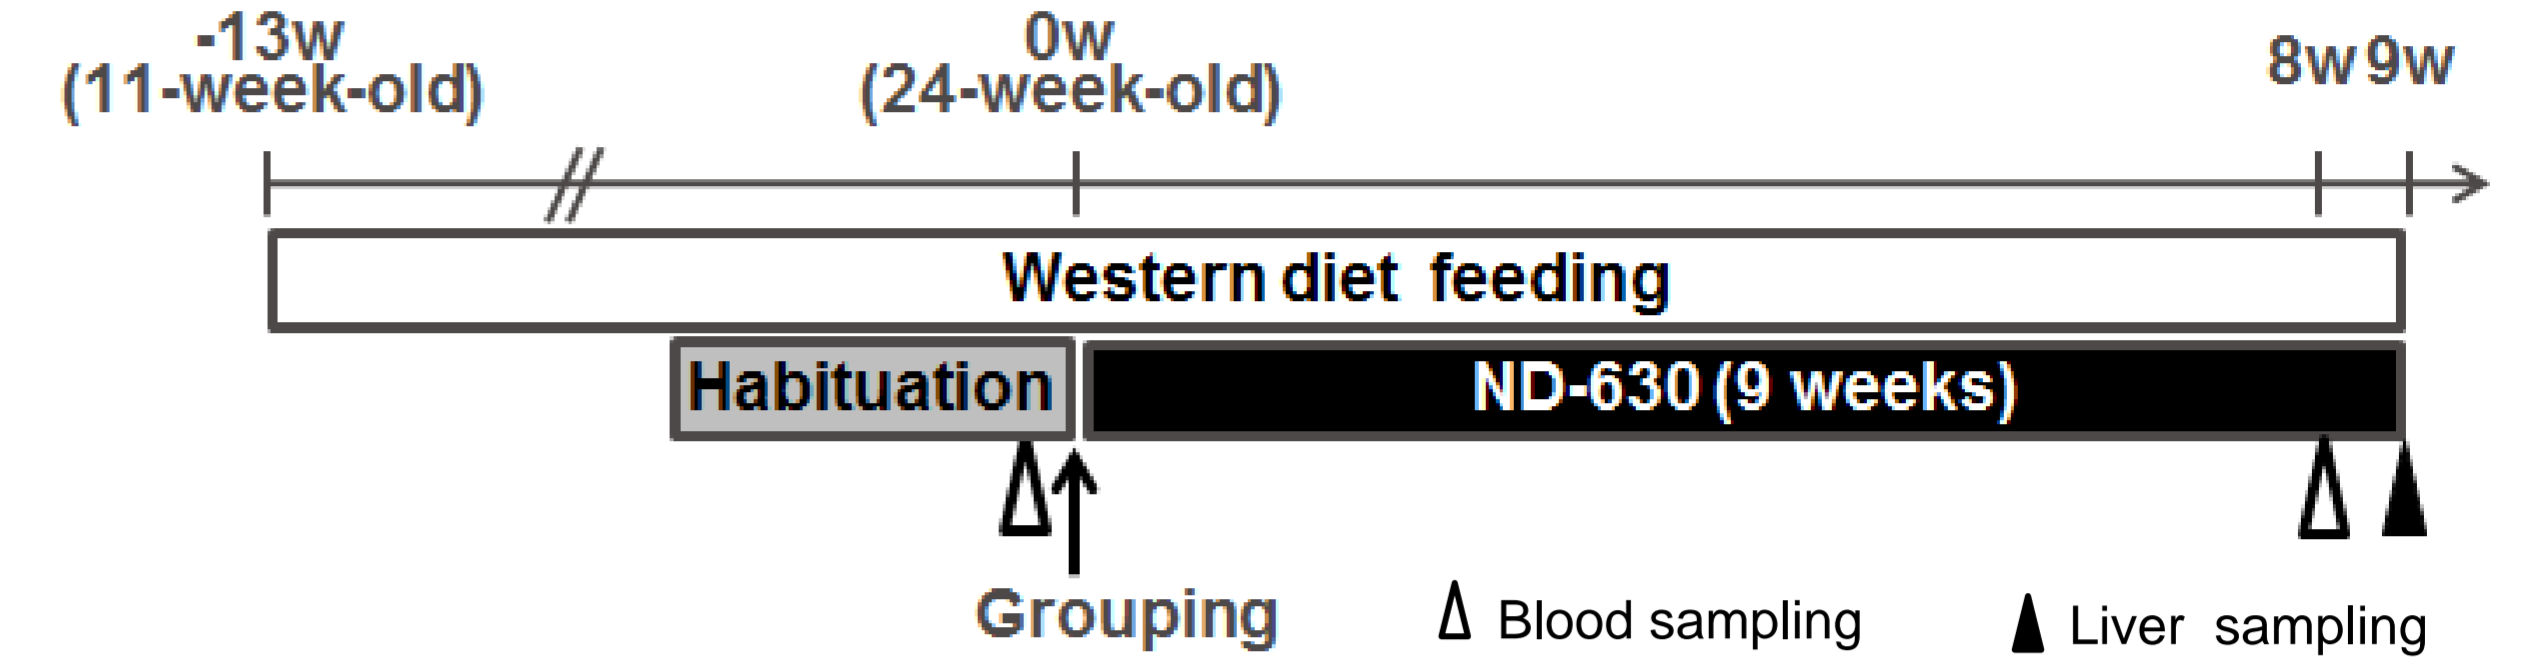 -13w
(11-week-old)
0w
(24-week-old)
8w 9w
Western diet feeding
Habituation
ND-630 (9 weeks)
Grouping
Blood sampling
Liver sampling